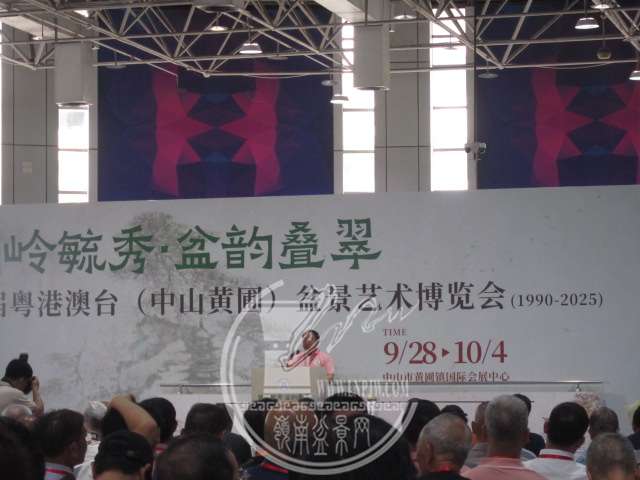 岭毓秀·盆韵叠翠
届粤港澳台（中山黄圃）盆景艺术博览会(1990-2025)
TIME
9/28▸10/4
中山市黄圃镇国际会展中心
岭南盆景网